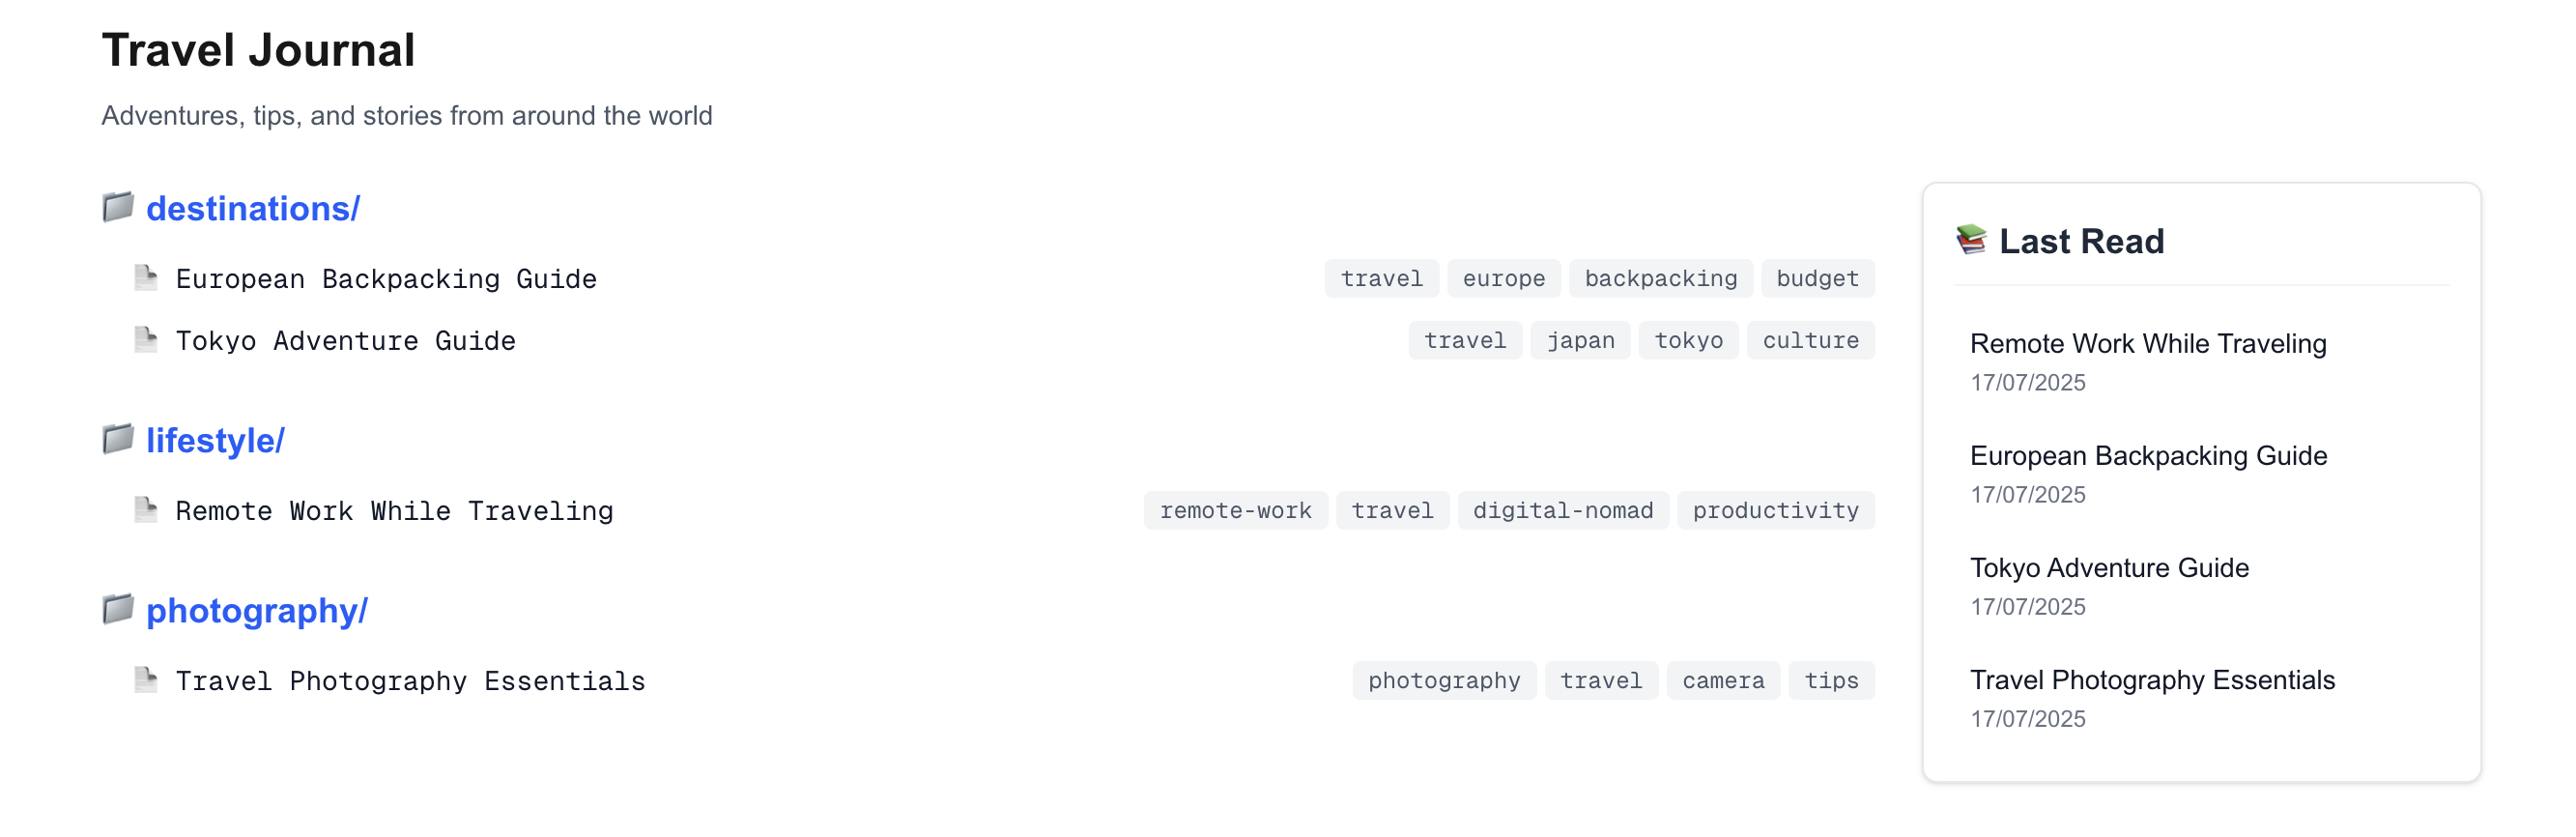 Travel Journal
Adventures, tips, and stories from around the world
destinations/
European Backpacking Guide travel europe backpacking budget
Tokyo Adventure Guide travel japan tokyo culture
lifestyle/
Remote Work While Traveling remote-work travel digital-nomad productivity
photography/
Travel Photography Essentials photography travel camera tips
Last Read
Remote Work While Traveling
17/07/2025
European Backpacking Guide
17/07/2025
Tokyo Adventure Guide
17/07/2025
Travel Photography Essentials
17/07/2025